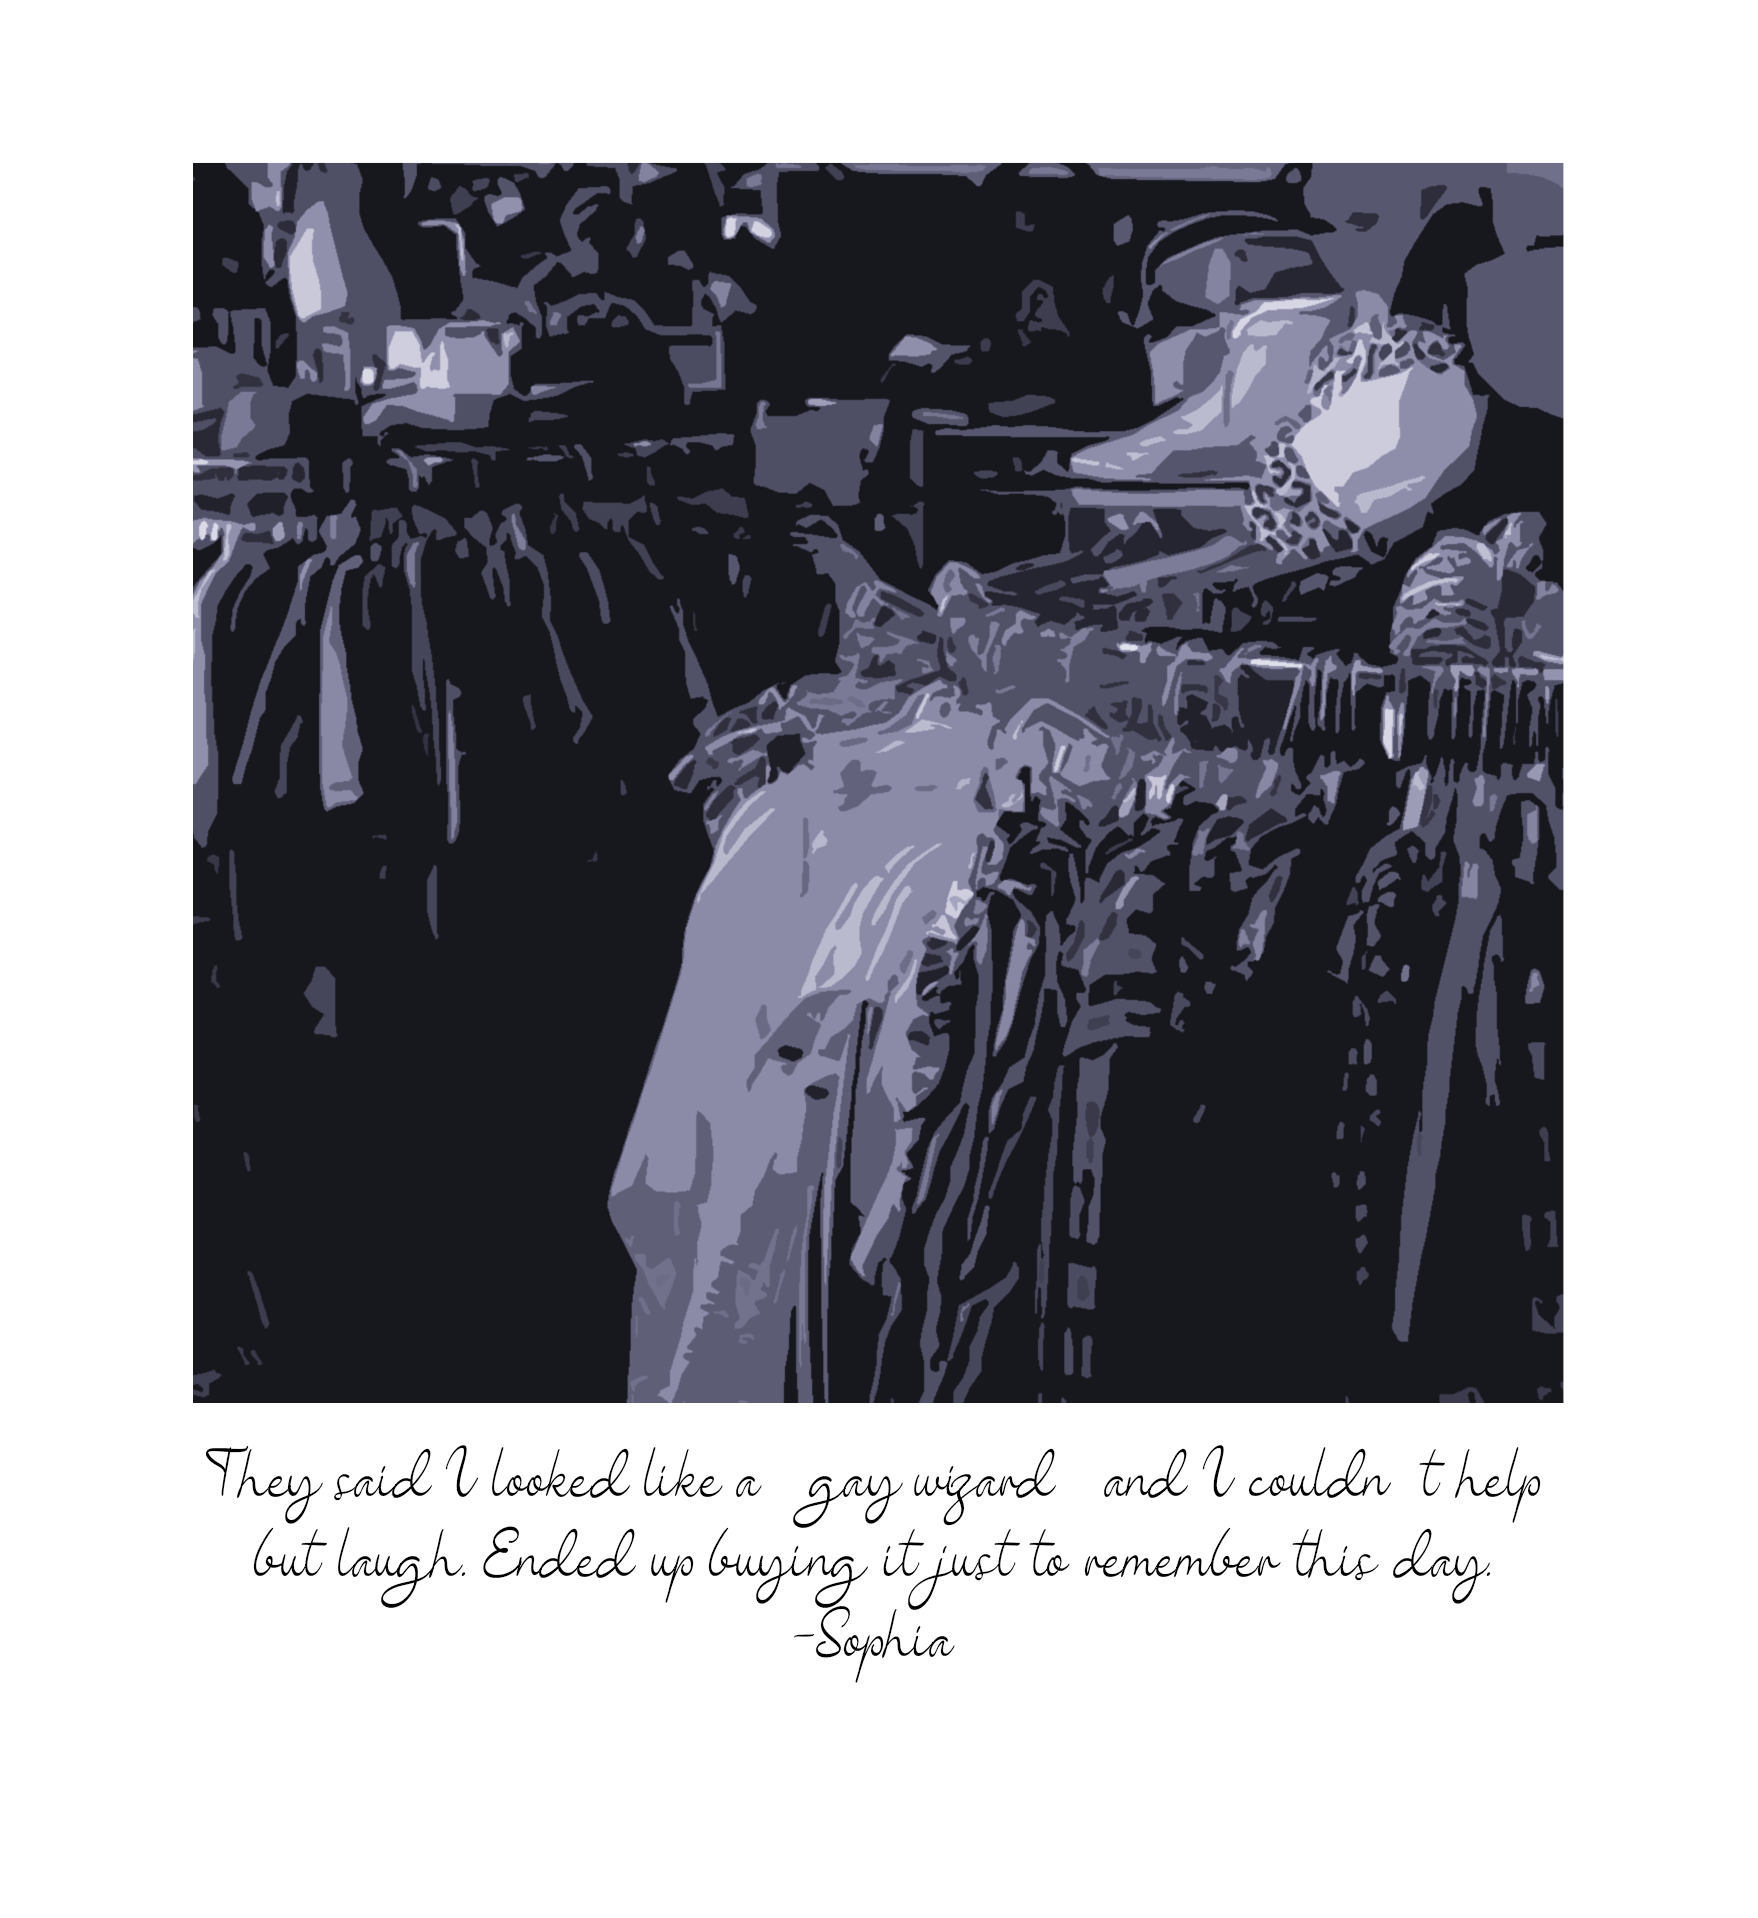 They said I looked like a gay wizard and I couldn t help
but laugh. Ended up buying it just to remember this day.
-Sophia